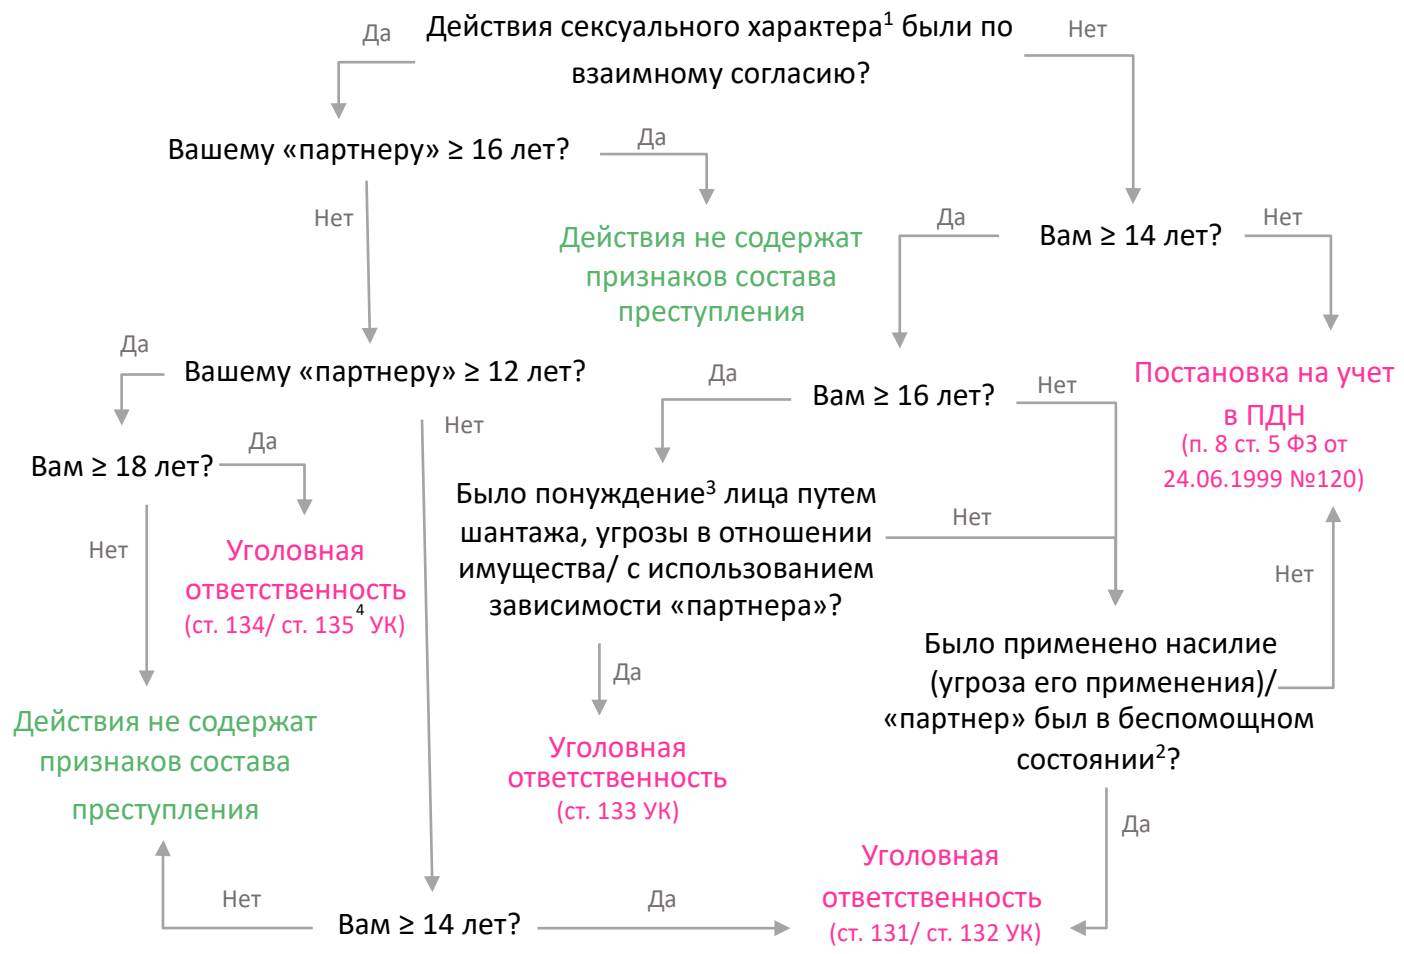 Действия сексуального характера¹ были по
взаимному согласию?
Да
Нет
Вашему «партнеру» ≥ 16 лет?
Да
Нет
Действия не содержат
признаков состава
преступления
Вам ≥ 14 лет?
Да
Нет
Вашему «партнеру» ≥ 12 лет?
Да
Нет
Вам ≥ 16 лет?
Да
Нет
Постановка на учет
в ПДН
(п. 8 ст. 5 ФЗ от
24.06.1999 №120)
Вам ≥ 18 лет?
Да
Нет
Уголовная
ответственность
(ст. 134/ ст. 135⁴ УК)
Было понуждение³ лица путем
шантажа, угрозы в отношении
имущества/ с использованием
зависимости «партнера»?
Нет
Да
Нет
Было применено насилие
(угроза его применения)/
«партнер» был в беспомощном
состоянии²?
Да
Действия не содержат
признаков состава
преступления
Уголовная
ответственность
(ст. 133 УК)
Уголовная
ответственность
(ст. 131/ ст. 132 УК)
Нет
Вам ≥ 14 лет?
Да